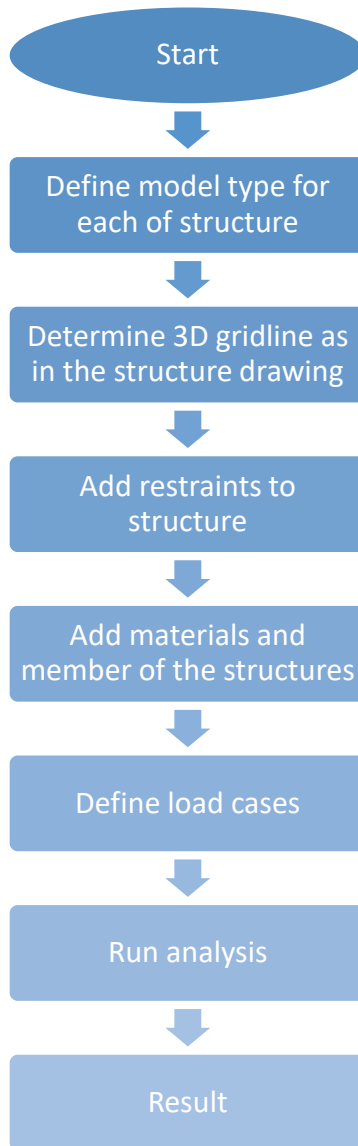 Start
Define model type for
each of structure
Determine 3D gridline as
in the structure drawing
Add restraints to
structure
Add materials and
member of the structures
Define load cases
Run analysis
Result